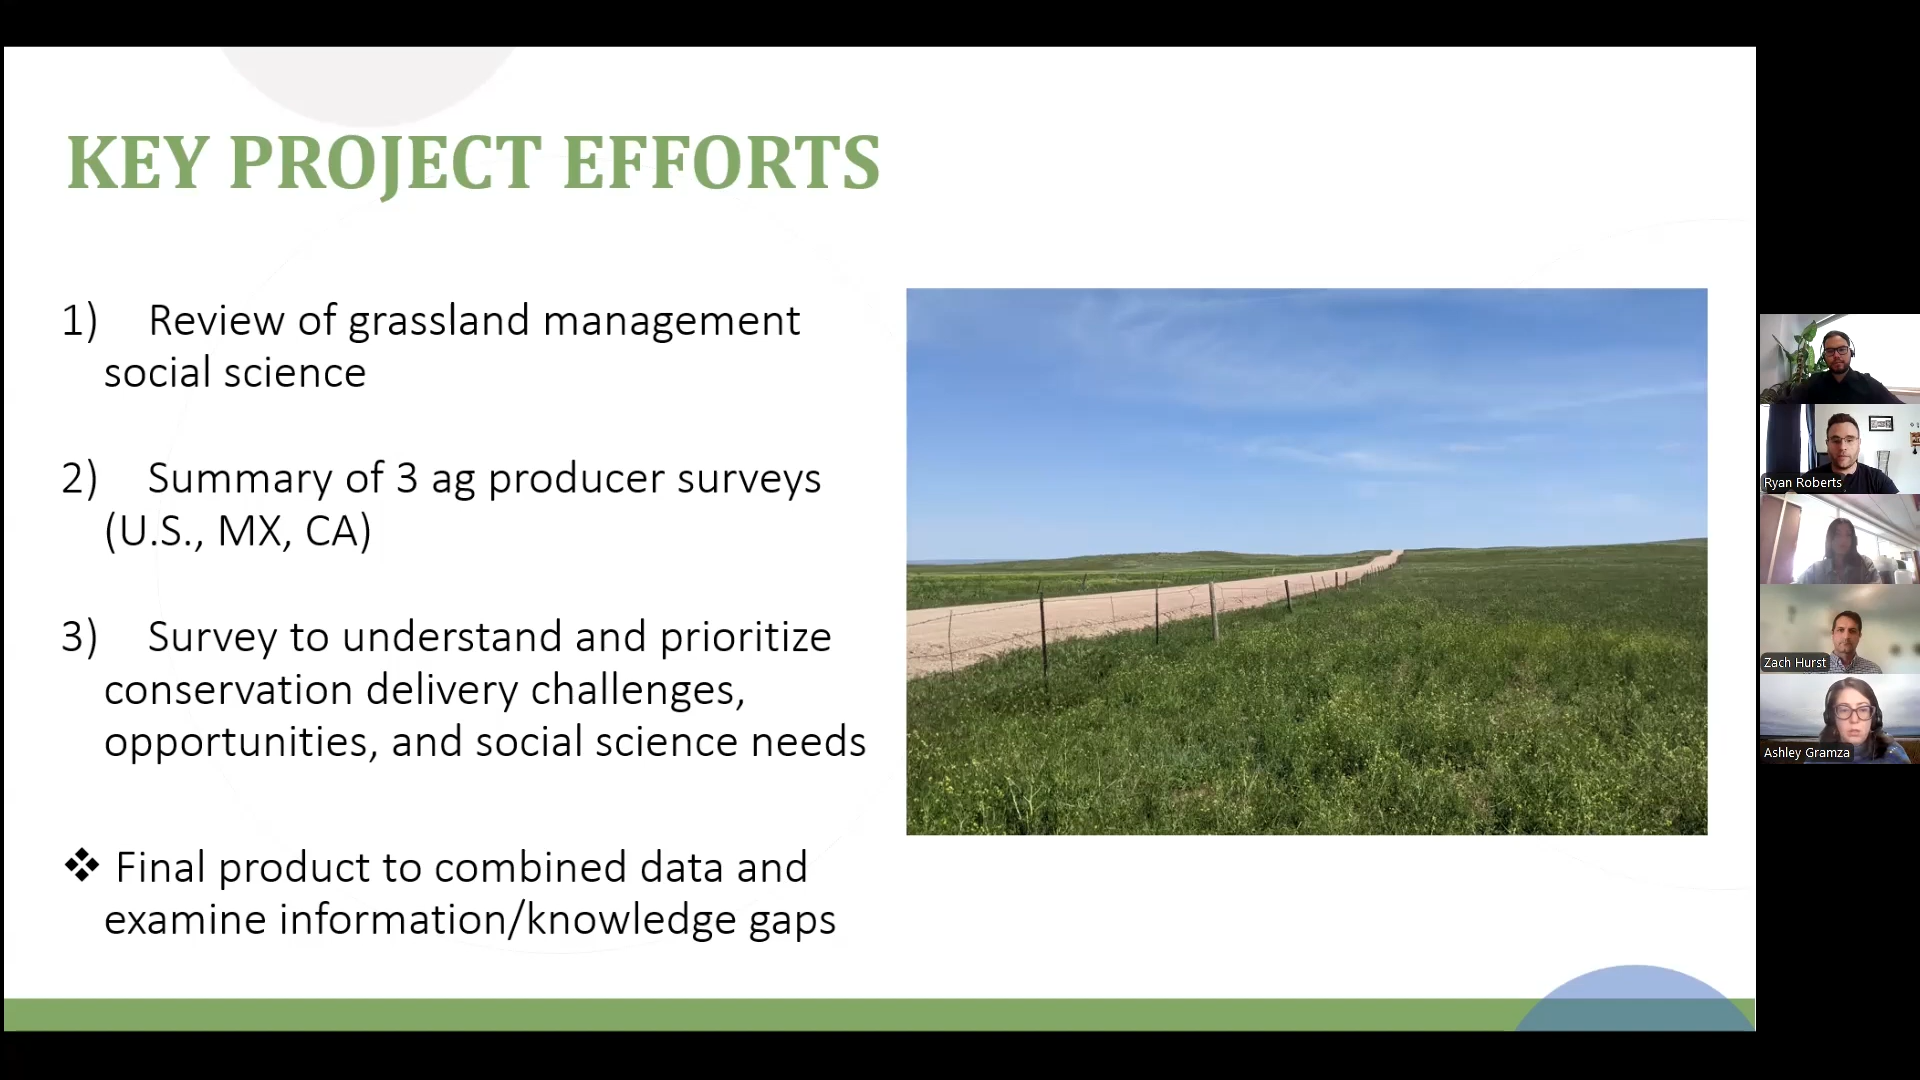 KEY PROJECT EFFORTS
1) Review of grassland management
social science
2) Summary of 3 ag producer surveys
(U.S., MX, CA)
3) Survey to understand and prioritize
conservation delivery challenges,
opportunities, and social science needs
❖ Final product to combined data and
examine information/knowledge gaps
Ryan Roberts
Zach Hurst
Ashley Gramza